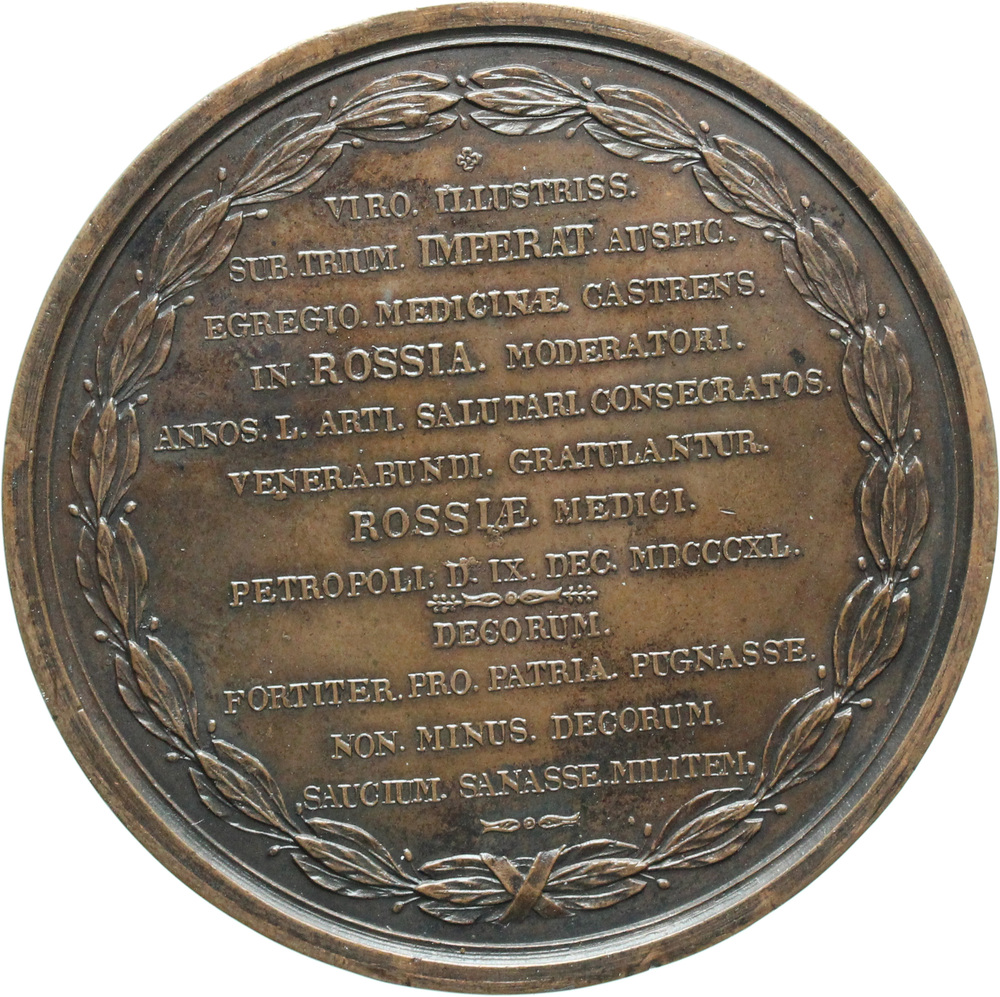 VIRO. ILLUSTRISS.
SUB. TRIUM. IMPERAT. AUSPIC.
EGREGIO. MEDICINÆ. CASTRENS.
IN. ROSSIA. MODERATORI.
ANNOS. L. ARTI. SALUTARI. CONSECRATOS.
VENERABUNDI. GRATULANTUR.
ROSSIÆ. MEDICI.
PETROPOLI. D. IX. DEC. MDCCCXL.
DECORUM.
FORTITER. PRO. PATRIA. PUGNASSE.
NON. MINUS. DECORUM.
SAUCIUM. SANASSE. MILITEM.